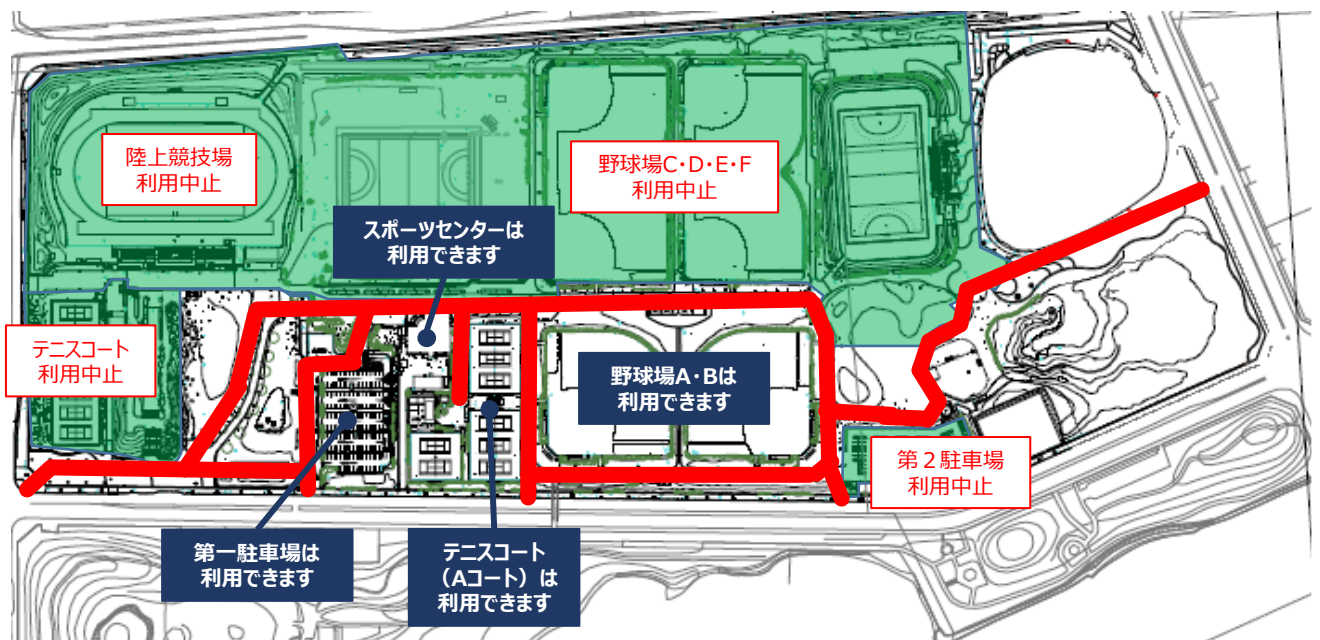 陸上競技場
利用中止
野球場C・D・E・F
利用中止
スポーツセンターは
利用できます
テニスコート
利用中止
野球場A・Bは
利用できます
第２駐車場
利用中止
第一駐車場は
利用できます
テニスコート
（Aコート）は
利用できます